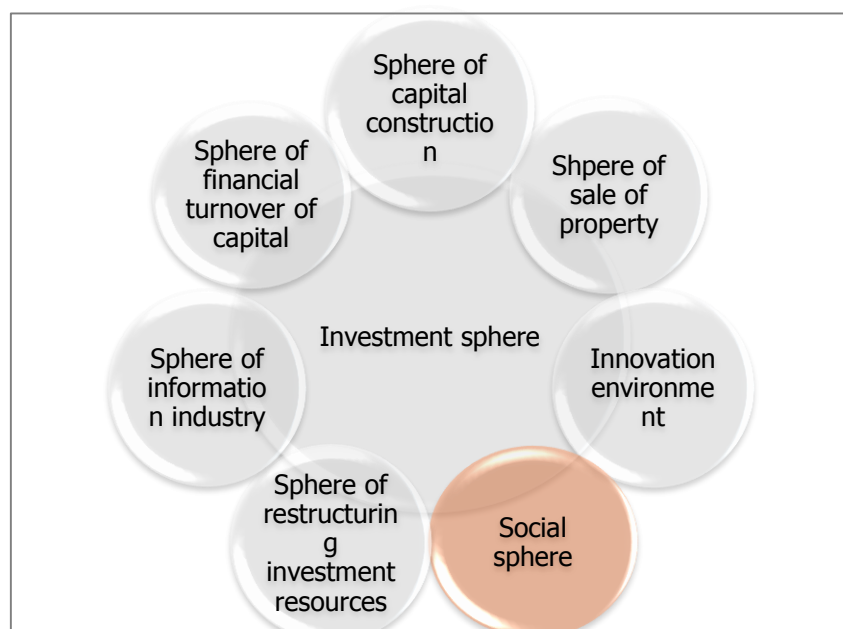 Sphere of
capital
constructio
n
Shpere of
sale of
property
Innovation
environme
nt
Social
sphere
Sphere of
restructurin
g
investment
resources
Sphere of
informatio
n industry
Sphere of
financial
turnover of
capital
Investment sphere